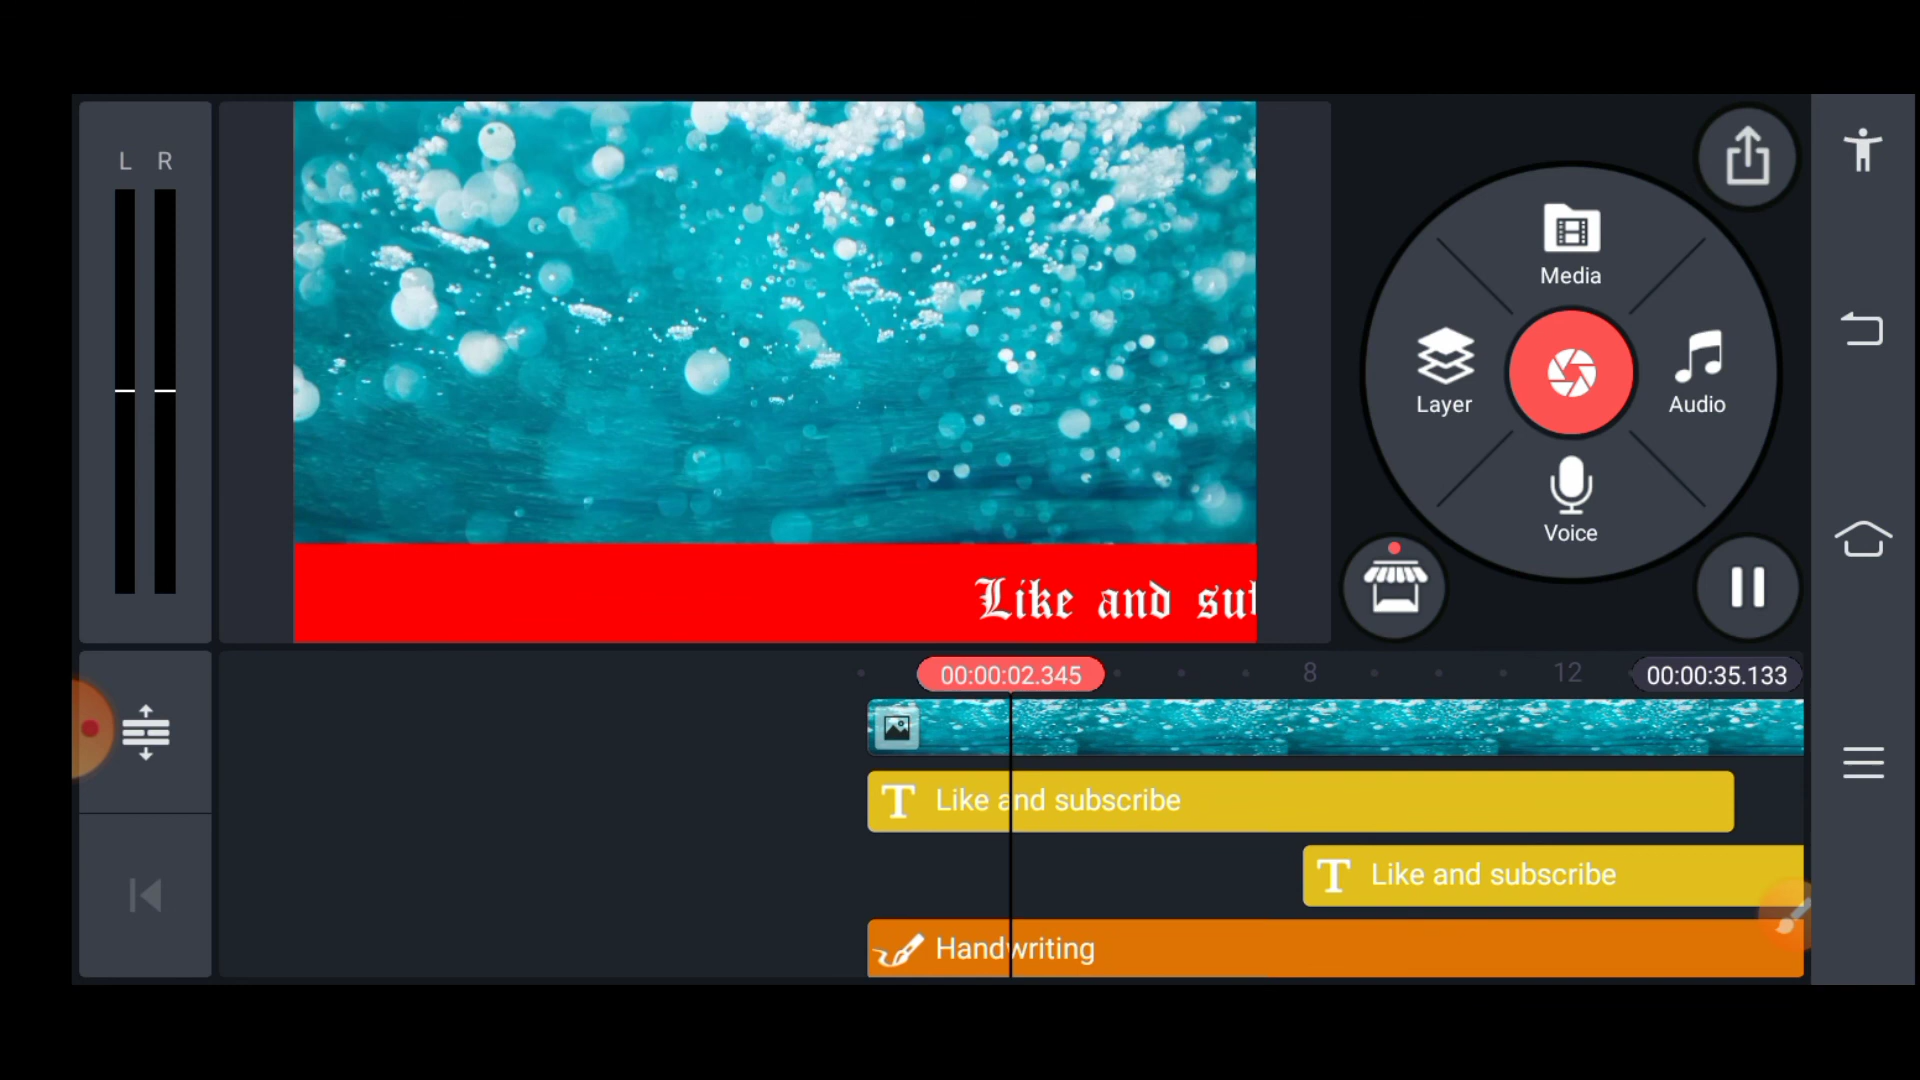 L R
Media
Layer
Audio
Voice
Like and su
00:00:02.345
8
12
00:00:35.133
T Like and subscribe
T Like and subscribe
Handwriting